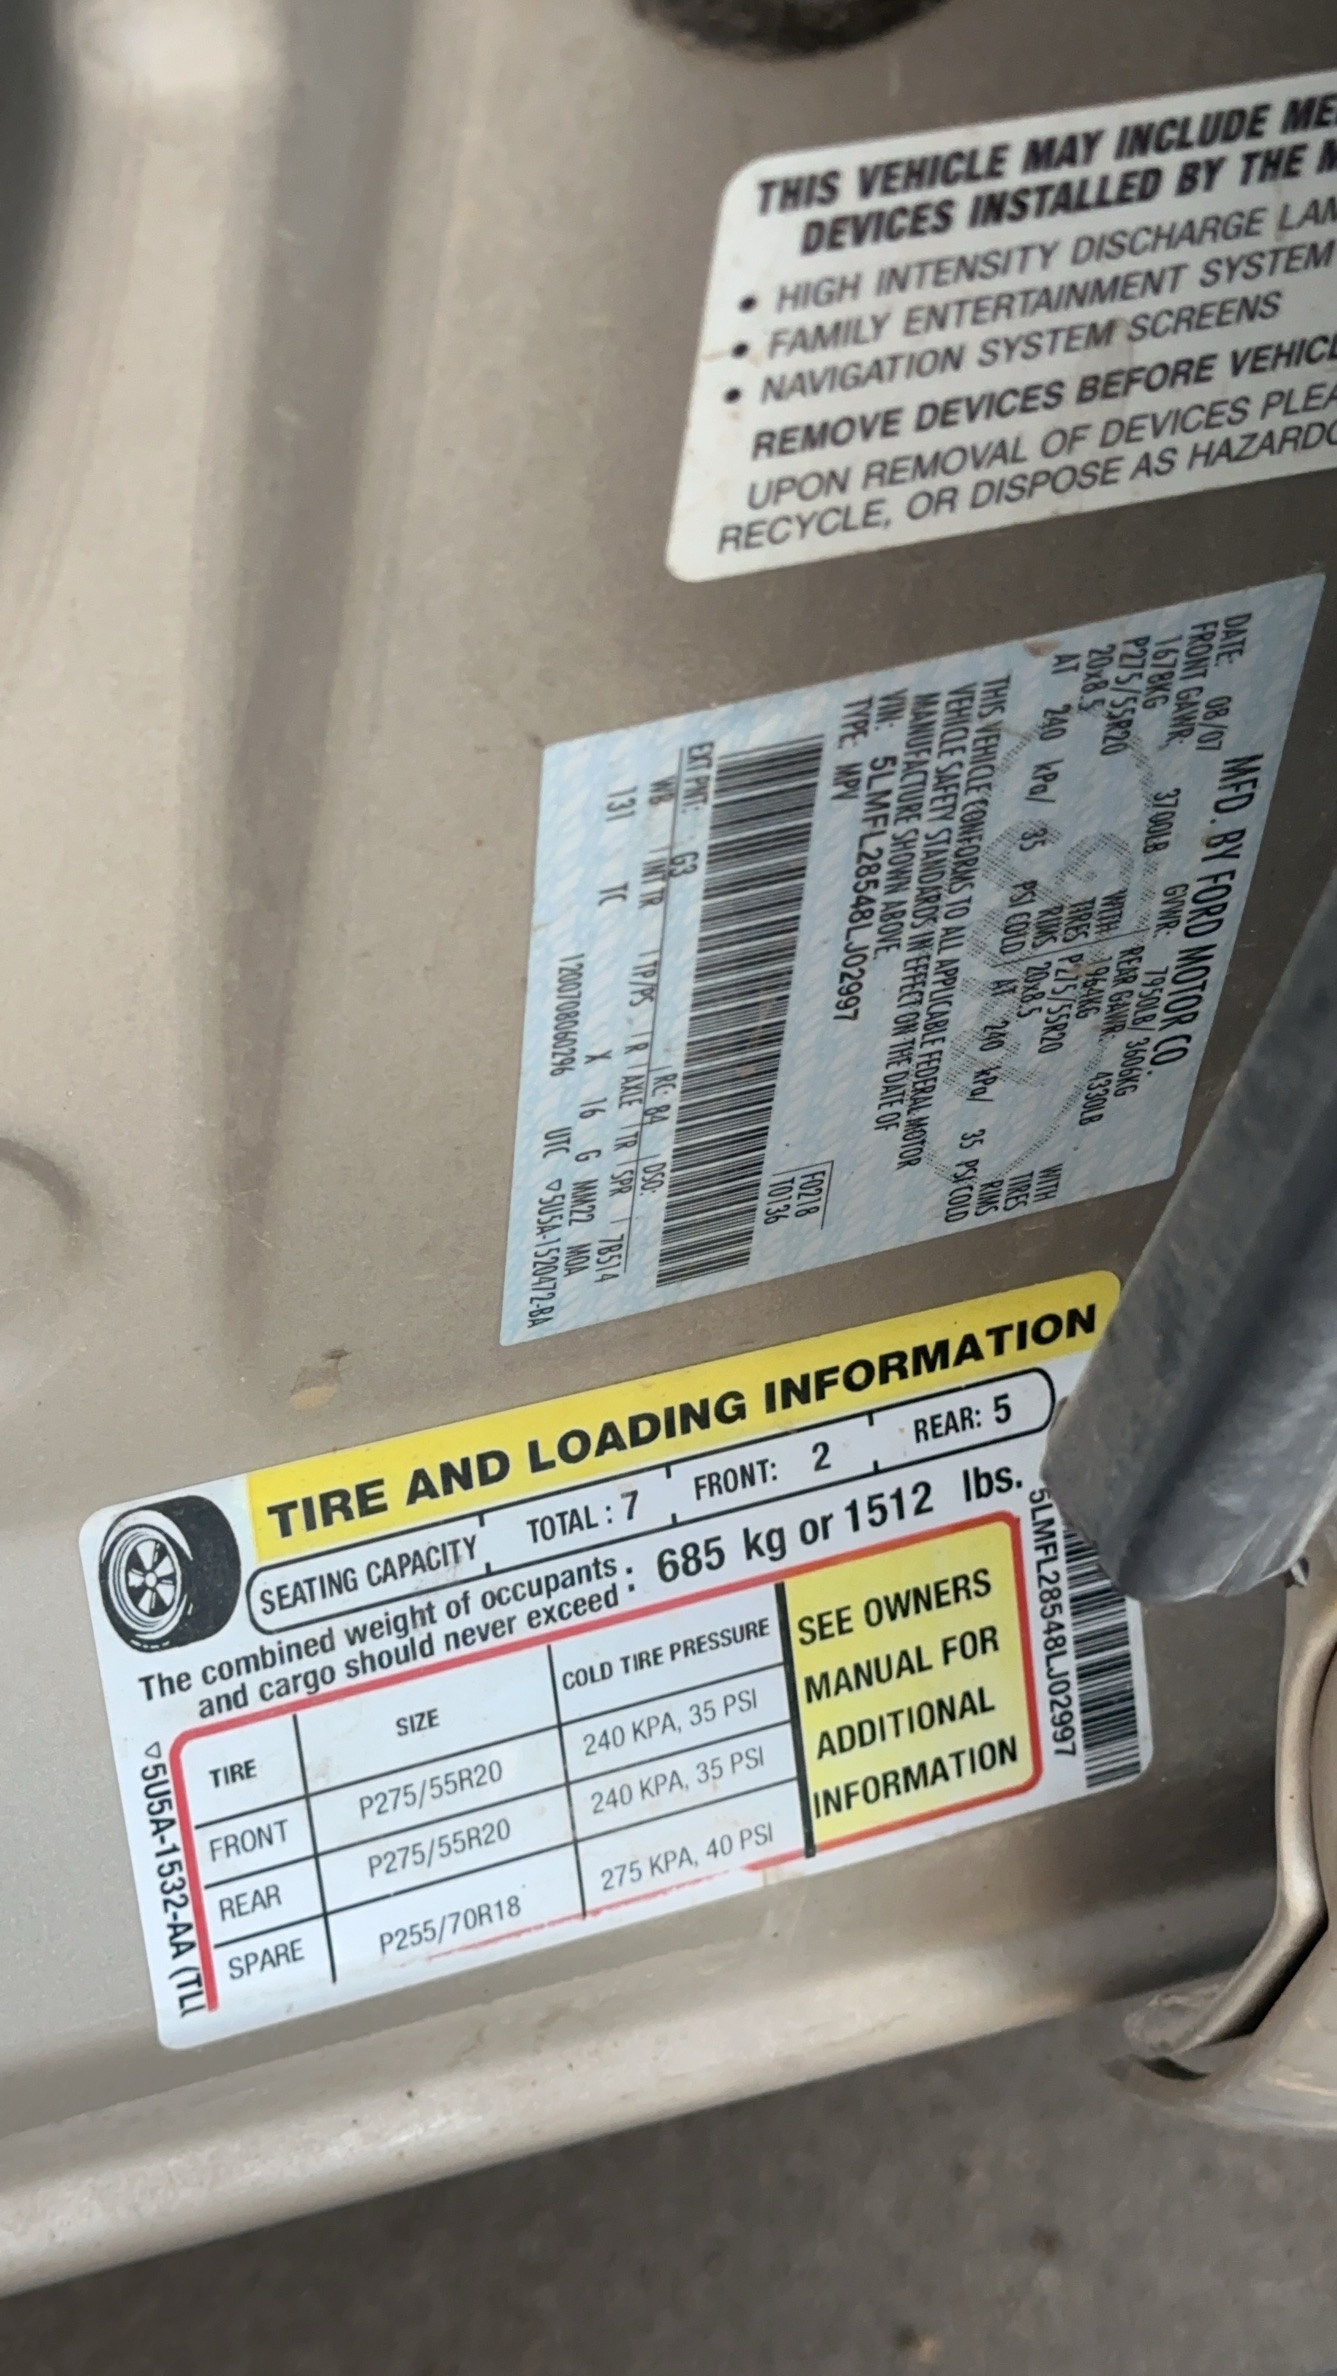 THIS VEHICLE MAY INCLUDE
DEVICES INSTALLED BY THE
• HIGH INTENSITY DISCHARGE
• FAMILY ENTERTAINMENT SYSTEM
• NAVIGATION SYSTEM SCREENS
REMOVE DEVICES BEFORE
UPON REMOVAL OF DEVICES
RECYCLE, OR DISPOSE AS
MFD. BY FORD MOTOR CO.
DATE: 08/07 GVWR: 7950LB/ 3606KG
FRONT GAWR: 3700LB REAR GAWR: 4330LB
1678KG WITH 1964KG WITH
P275/55R20 TIRES P275/55R20 TIRES
20x8.5 RIMS 20x8.5 RIMS
AT 240 kPa/ 35 PSI COLD AT 240 kPa/ 35 PSI COLD
THIS VEHICLE CONFORMS TO ALL APPLICABLE FEDERAL MOTOR
VEHICLE SAFETY STANDARDS IN EFFECT ON THE DATE OF
MANUFACTURE SHOWN ABOVE.
VIN: 5LMFL28548LJ02997
TYPE: MPV
F0218
T0136
EXT PNT: G3 RC: 84 DSO:
WB INT TR TP/PS R AXLE TR SPR 78514
131 TC X 16 G MM22 MOA
1200708060296 UTC ▽5U5A-1520472-BA
TIRE AND LOADING INFORMATION
SEATING CAPACITY TOTAL : 7 FRONT: 2 REAR: 5
The combined weight of occupants
and cargo should never exceed : 685 kg or 1512 lbs.
TIRE SIZE COLD TIRE PRESSURE
FRONT P275/55R20 240 KPA, 35 PSI
REAR P275/55R20 240 KPA, 35 PSI
SPARE P255/70R18 275 KPA, 40 PSI
SEE OWNERS
MANUAL FOR
ADDITIONAL
INFORMATION
5LMFL28548LJ02997
▽5U5A-1532-AA